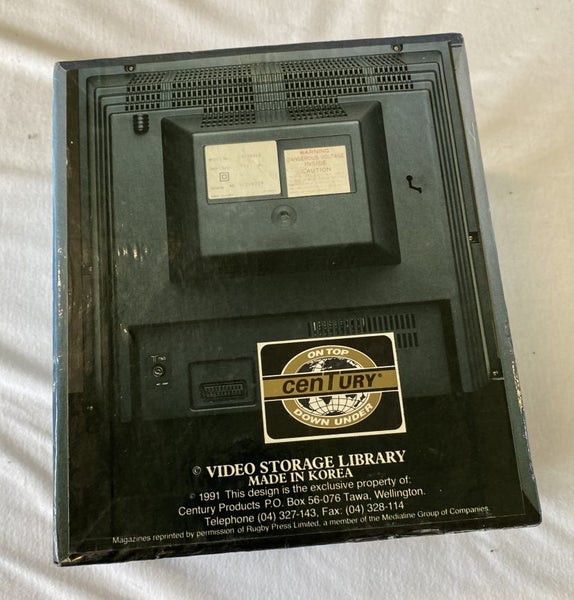 WARNING
DANGEROUS VOLTAGE
INSIDE
CAUTION
ON TOP
cenTURY®
DOWN UNDER
© VIDEO STORAGE LIBRARY
MADE IN KOREA
© 1991 This design is the exclusive property of:
Century Products P.O. Box 56-076 Tawa, Wellington.
Telephone (04) 327-143, Fax: (04) 328-114
Magazines reprinted by permission of Rugby Press Limited, a member of the Medialine Group of Companies.